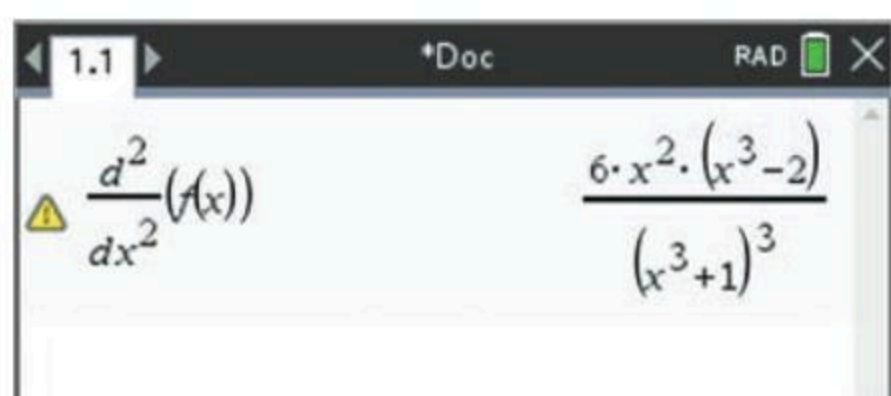 1.1 *Doc RAD
d²/dx²(f(x)) 6·x²·(x³−2)/(x³+1)³